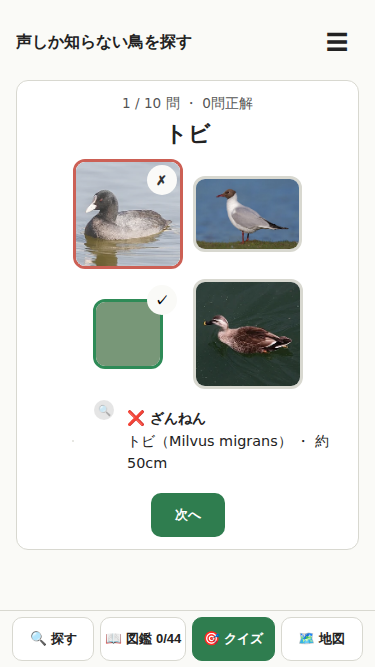 声しか知らない鳥を探す
1 / 10 問 ・ 0問正解
トビ
❌ ざんねん
トビ（Milvus migrans） ・ 約
50cm
次へ
🔍 探す
📖 図鑑 0/44
🎯 クイズ
🗺️ 地図